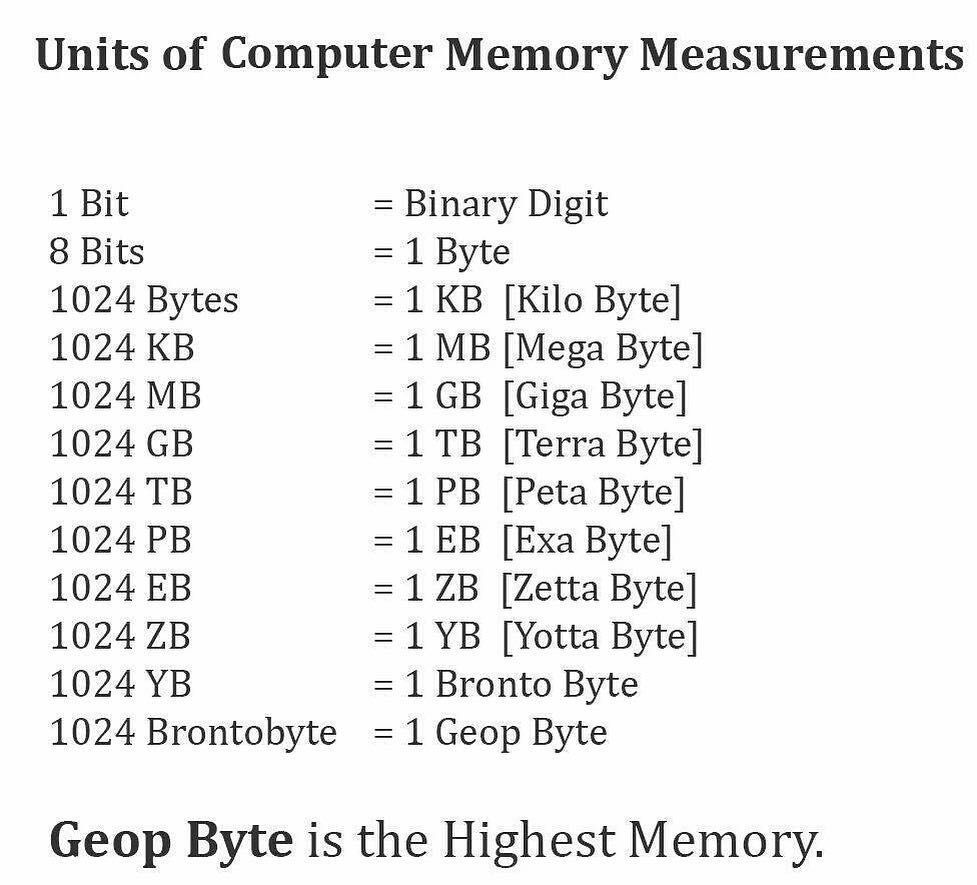 Units of Computer Memory Measurements
1 Bit = Binary Digit
8 Bits = 1 Byte
1024 Bytes = 1 KB [Kilo Byte]
1024 KB = 1 MB [Mega Byte]
1024 MB = 1 GB [Giga Byte]
1024 GB = 1 TB [Terra Byte]
1024 TB = 1 PB [Peta Byte]
1024 PB = 1 EB [Exa Byte]
1024 EB = 1 ZB [Zetta Byte]
1024 ZB = 1 YB [Yotta Byte]
1024 YB = 1 Bronto Byte
1024 Brontobyte = 1 Geop Byte
Geop Byte is the Highest Memory.